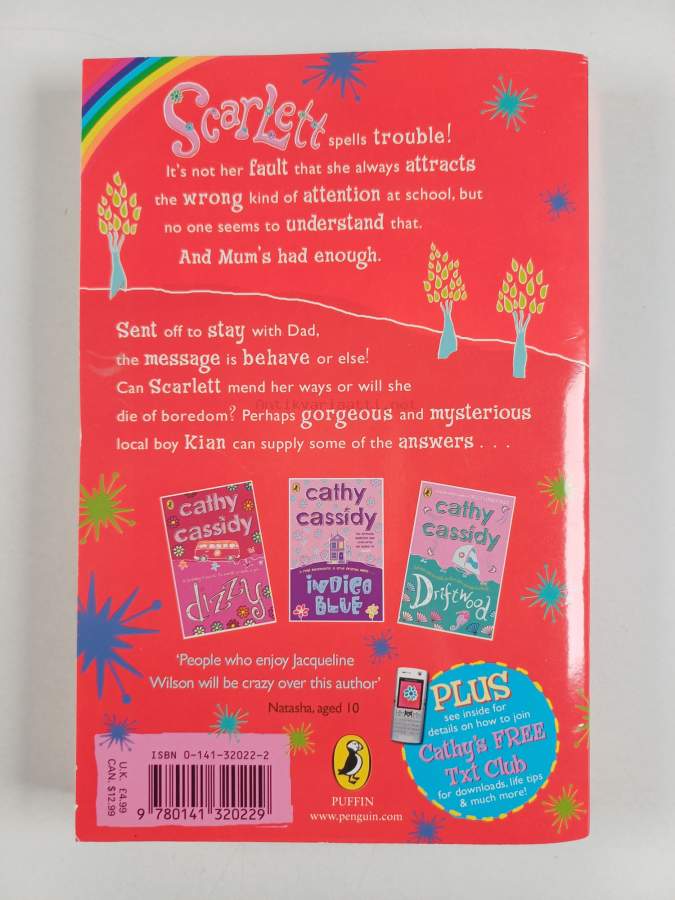 Scarlett spells trouble!
It's not her fault that she always attracts
the wrong kind of attention at school, but
no one seems to understand that.
And Mum's had enough.
Sent off to stay with Dad,
the message is behave or else!
Can Scarlett mend her ways or will she
die of boredom? Perhaps gorgeous and mysterious
local boy Kian can supply some of the answers . . .
Antikvariaatti.net
cathy
cassidy
dizzy
cathy
cassidy
indigo
BLUE
cathy
cassidy
Driftwood
'People who enjoy Jacqueline
Wilson will be crazy over this author'
Natasha, aged 10
PLUS
see inside for
details on how to join
Cathy's FREE
Txt Club
for downloads, life tips
& much more!
U.K. £4.99
CAN. $12.99
ISBN 0-141-32022-2
9 780141 320229
PUFFIN
www.penguin.com